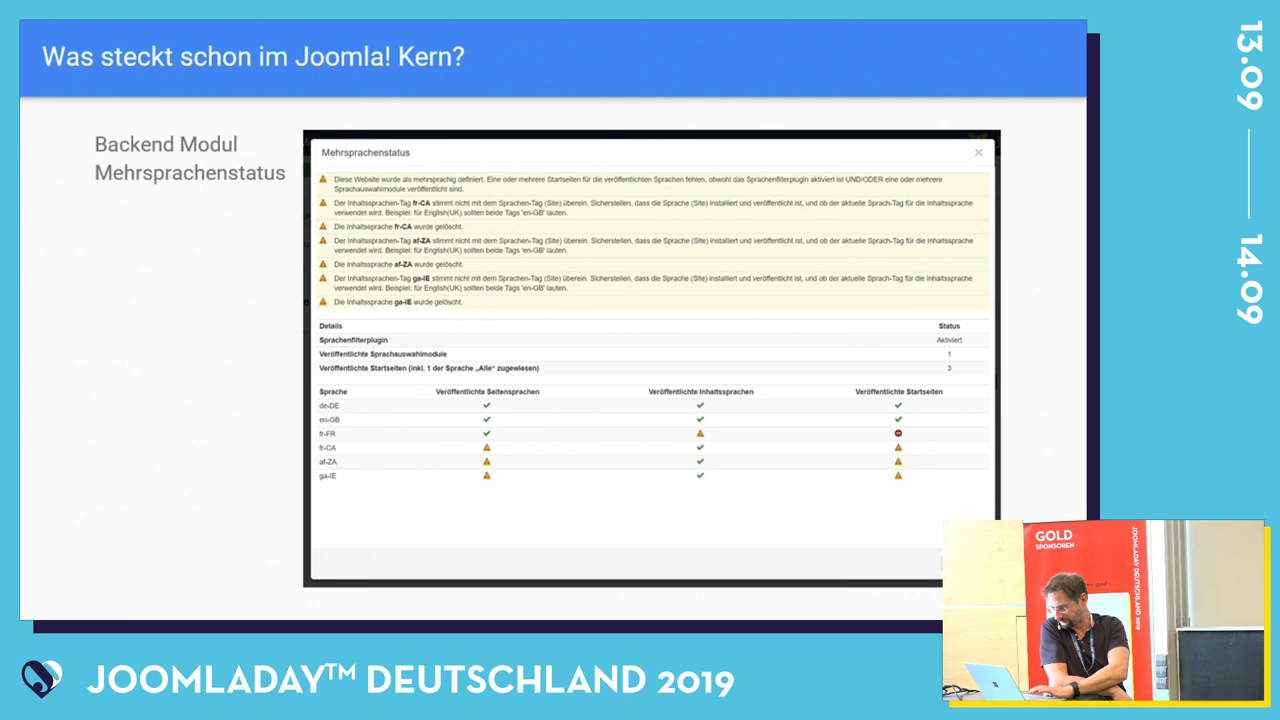 Was steckt schon im Joomla! Kern?
Backend Modul
Mehrsprachenstatus
Mehrsprachenstatus
Diese Website wurde als mehrsprachig definiert. Eine oder mehrere Startseiten für die veröffentlichten Sprachen fehlen, obwohl das Sprachenfilterplugin aktiviert ist UND/ODER eine oder mehrere
Sprachauswahlmodule veröffentlicht sind.
Der Inhaltssprachen-Tag fr-CA stimmt nicht mit dem Sprachen-Tag (Site) überein. Sicherstellen, dass die Sprache (Site) installiert und veröffentlicht ist, und ob der aktuelle Sprach-Tag für die Inhaltssprache
verwendet wird. Beispiel: für English(UK) sollten beide Tags 'en-GB' lauten.
Die Inhaltssprache fr-CA wurde gelöscht.
Der Inhaltssprachen-Tag af-ZA stimmt nicht mit dem Sprachen-Tag (Site) überein. Sicherstellen, dass die Sprache (Site) installiert und veröffentlicht ist, und ob der aktuelle Sprach-Tag für die Inhaltssprache
verwendet wird. Beispiel: für English(UK) sollten beide Tags 'en-GB' lauten.
Die Inhaltssprache af-ZA wurde gelöscht.
Der Inhaltssprachen-Tag ga-IE stimmt nicht mit dem Sprachen-Tag (Site) überein. Sicherstellen, dass die Sprache (Site) installiert und veröffentlicht ist, und ob der aktuelle Sprach-Tag für die Inhaltssprache
verwendet wird. Beispiel: für English(UK) sollten beide Tags 'en-GB' lauten.
Die Inhaltssprache ga-IE wurde gelöscht.
Details Status
Sprachenfilterplugin Aktiviert
Veröffentlichte Sprachauswahlmodule 1
Veröffentlichte Startseiten (inkl. 1 der Sprache „Alle" zugewiesen) 3
Sprache Veröffentlichte Seitensprachen Veröffentlichte Inhaltssprachen Veröffentlichte Startseiten
de-DE
en-GB
fr-FR
fr-CA
af-ZA
ga-IE
13.09
14.09
GOLD
SPONSOREN
JOOMLADAY DEUTSCHLAND 2019
JOOMLADAY™ DEUTSCHLAND 2019